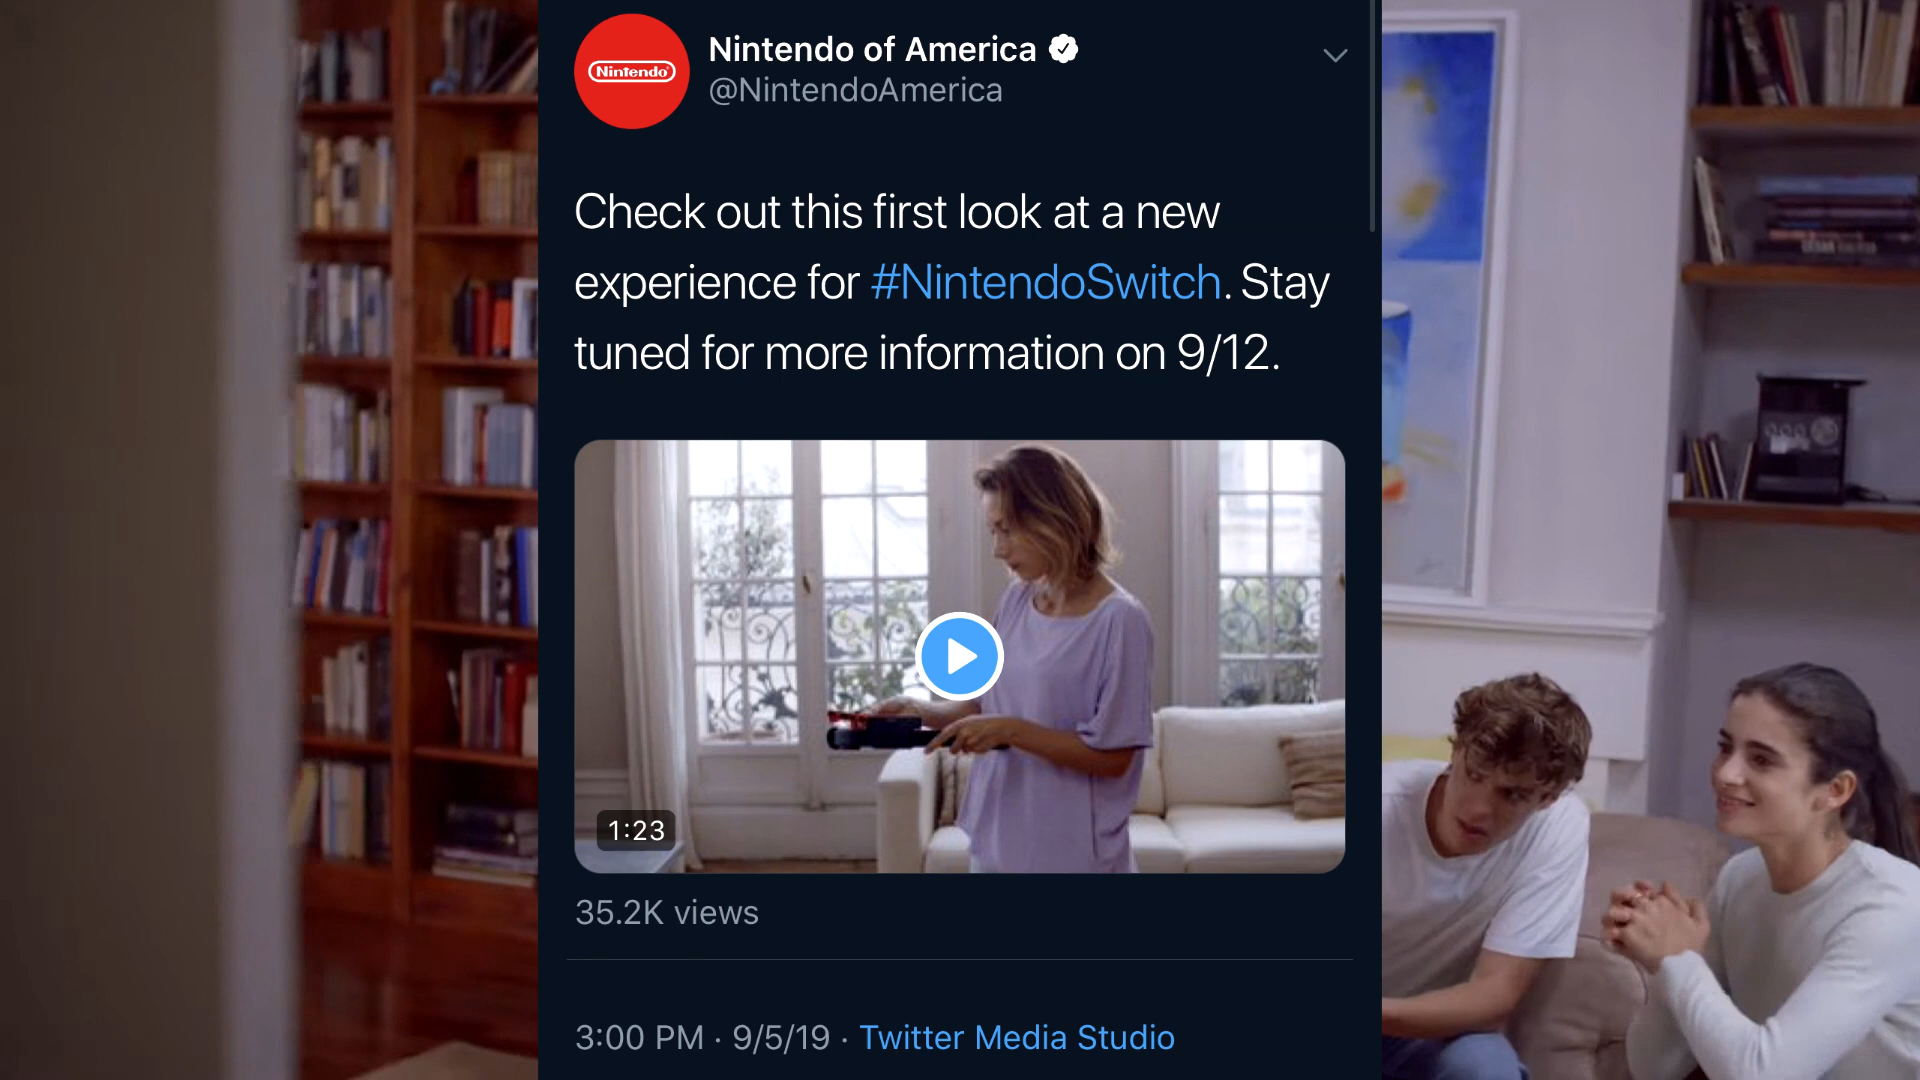 Nintendo
Nintendo of America
@NintendoAmerica
Check out this first look at a new
experience for #NintendoSwitch. Stay
tuned for more information on 9/12.
1:23
35.2K views
3:00 PM · 9/5/19 · Twitter Media Studio